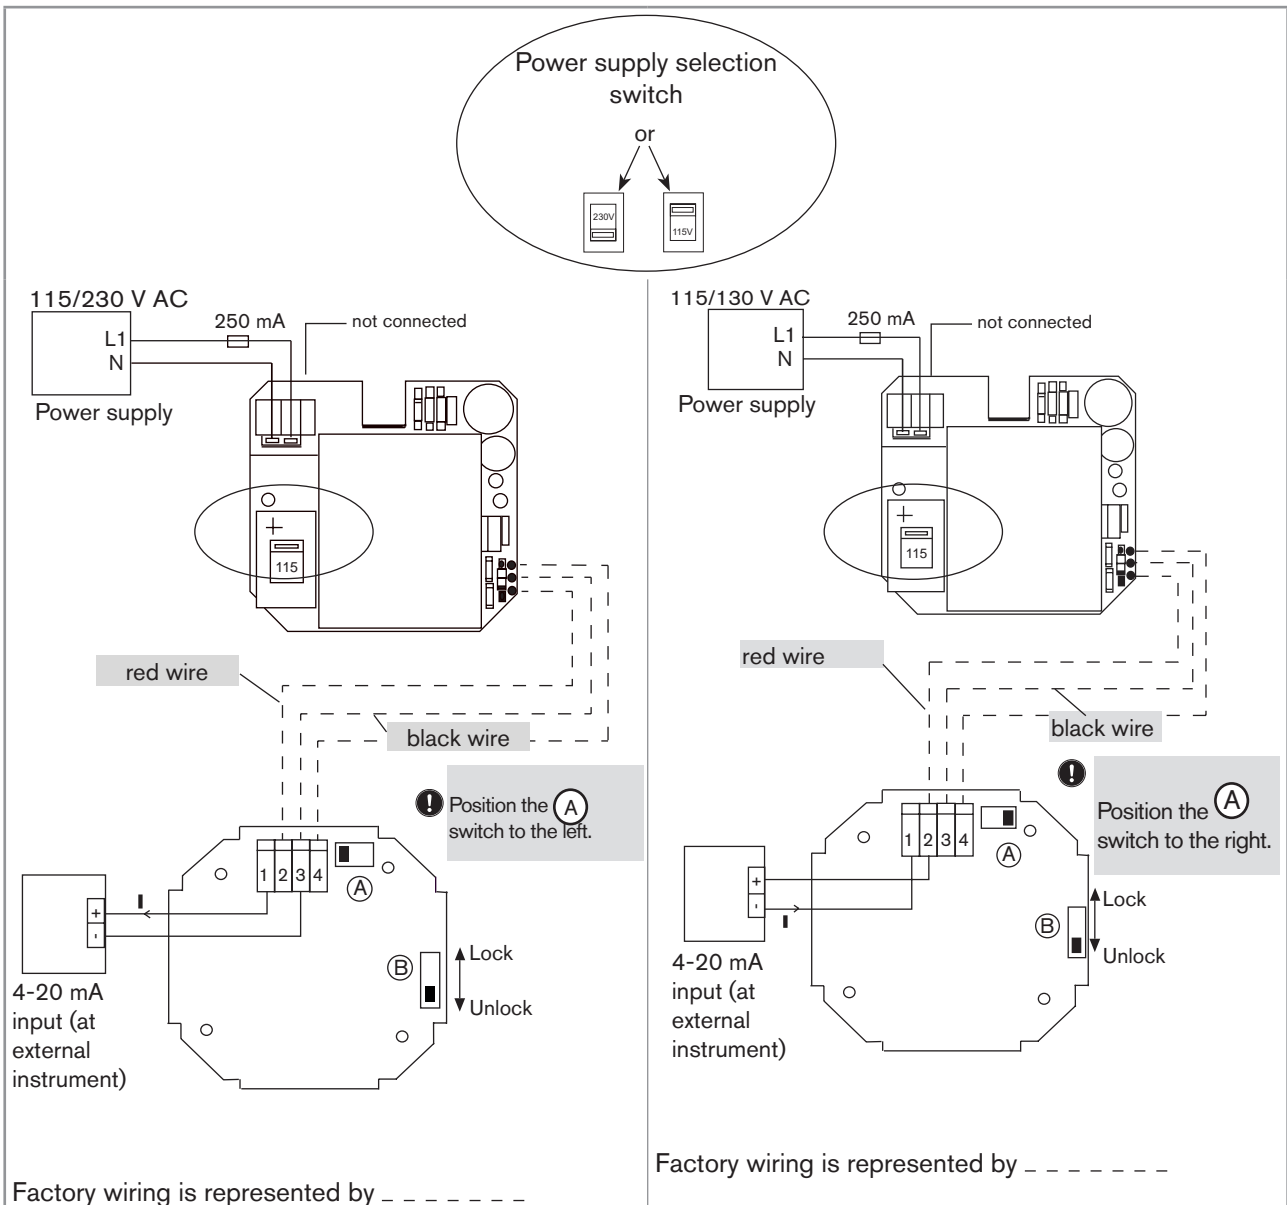 Power supply selection
switch
or
230V
115V
115/230 V AC
L1
N
250 mA
not connected
Power supply
115
red wire
black wire
Position the A
switch to the left.
1 2 3 4
A
+
-
I
B
Lock
Unlock
4-20 mA
input (at
external
instrument)
Factory wiring is represented by _ _ _ _ _ _ _
115/130 V AC
L1
N
250 mA
not connected
Power supply
115
red wire
black wire
Position the A
switch to the right.
1 2 3 4
A
+
-
I
B
Lock
Unlock
4-20 mA
input (at
external
instrument)
Factory wiring is represented by _ _ _ _ _ _ _